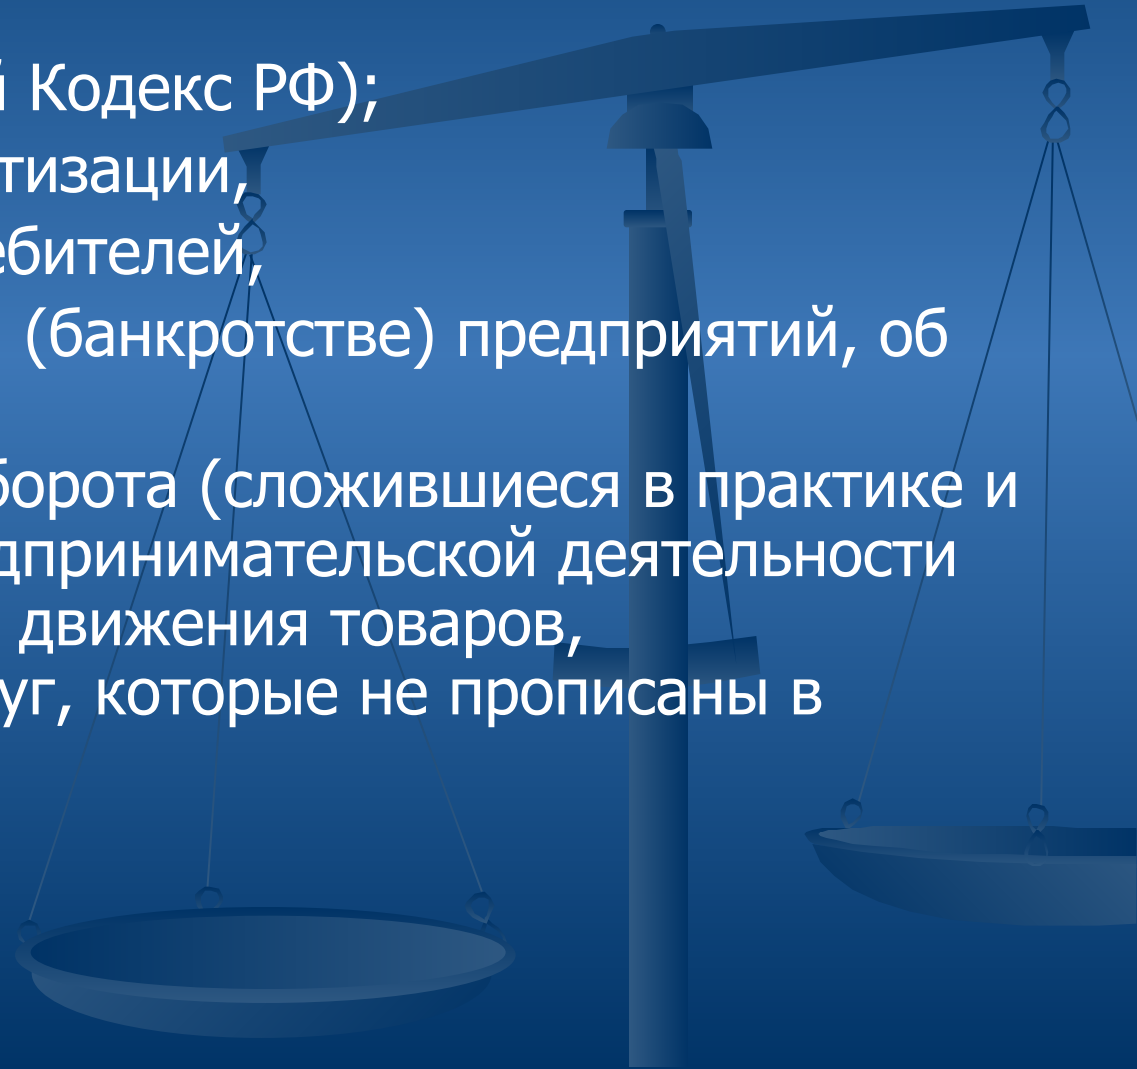 й Кодекс РФ);
тизации,
ебителей,
(банкротстве) предприятий, об
борота (сложившиеся в практике и
дпринимательской деятельности
движения товаров,
уг, которые не прописаны в